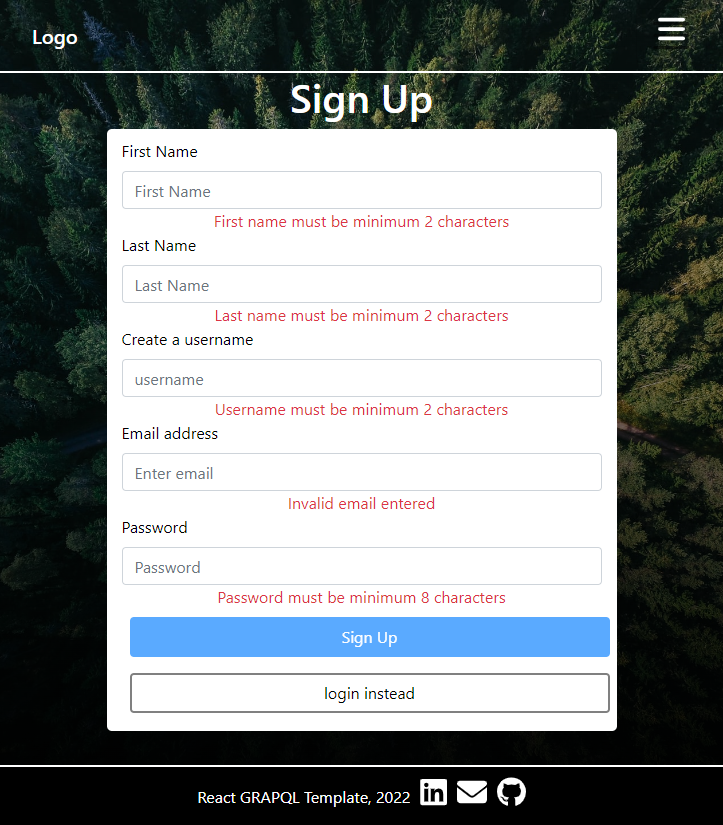 Logo
Sign Up
First Name
First Name
First name must be minimum 2 characters
Last Name
Last Name
Last name must be minimum 2 characters
Create a username
username
Username must be minimum 2 characters
Email address
Enter email
Invalid email entered
Password
Password
Password must be minimum 8 characters
Sign Up
login instead
React GRAPQL Template, 2022